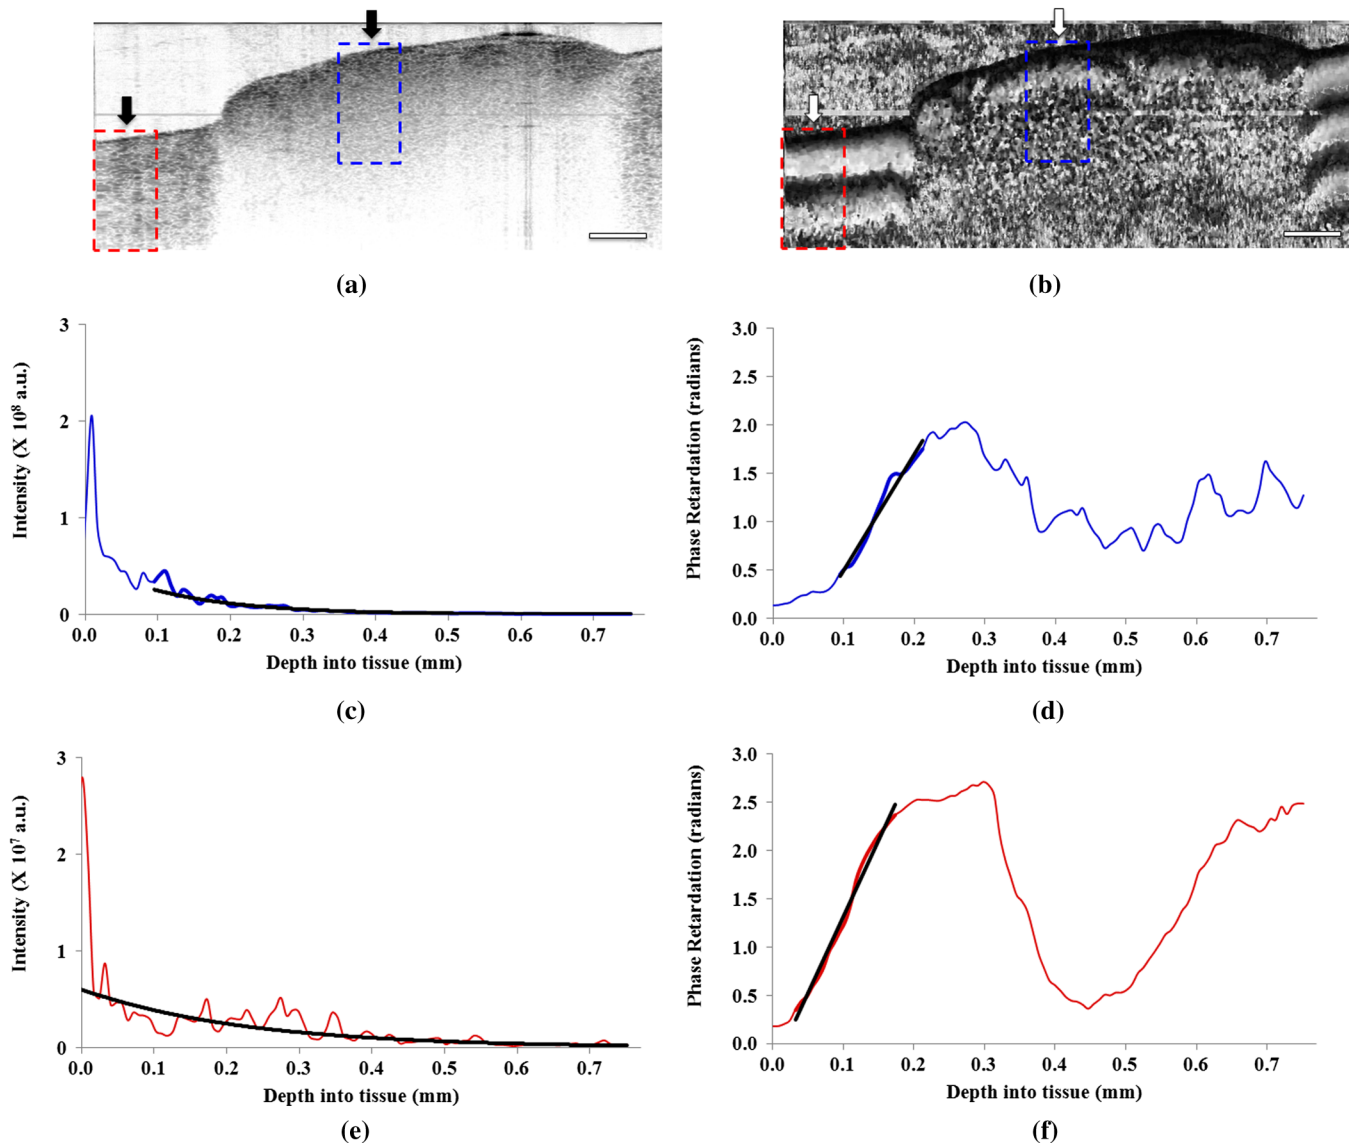 (a)
(b)
Intensity (X 10⁸ a.u.)
3
2
1
0
0.0 0.1 0.2 0.3 0.4 0.5 0.6 0.7
Depth into tissue (mm)
(c)
Phase Retardation (radians)
3.0
2.5
2.0
1.5
1.0
0.5
0.0
0.0 0.1 0.2 0.3 0.4 0.5 0.6 0.7
Depth into tissue (mm)
(d)
Intensity (X 10⁷ a.u.)
3
2
1
0
0.0 0.1 0.2 0.3 0.4 0.5 0.6 0.7
Depth into tissue (mm)
(e)
Phase Retardation (radians)
3.0
2.5
2.0
1.5
1.0
0.5
0.0
0.0 0.1 0.2 0.3 0.4 0.5 0.6 0.7
Depth into tissue (mm)
(f)